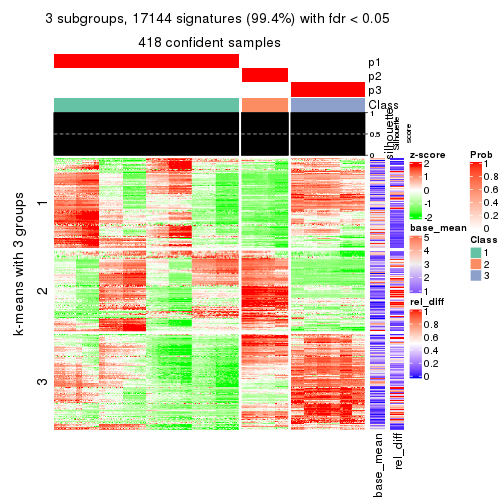 3 subgroups, 17144 signatures (99.4%) with fdr < 0.05
418 confident samples
p1
p2
p3
Class
1
0.5
0
silhouette
Silhouette
score
k-means with 3 groups
1
2
3
base_mean
rel_diff
z-score
2
1
0
-1
-2
base_mean
5
4
3
2
1
rel_diff
1
0.8
0.6
0.4
0.2
0
Prob
1
0.8
0.6
0.4
0.2
0
Class
1
2
3